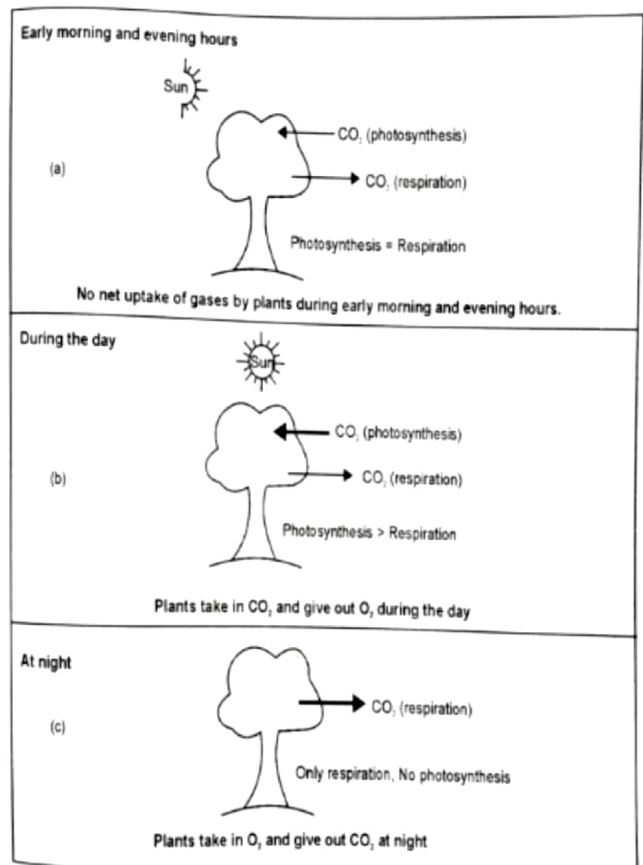 Early morning and evening hours
Sun
CO₂ (photosynthesis)
(a)
CO₂ (respiration)
Photosynthesis = Respiration
No net uptake of gases by plants during early morning and evening hours.
During the day
Sun
CO₂ (photosynthesis)
(b)
CO₂ (respiration)
Photosynthesis > Respiration
Plants take in CO₂ and give out O₂ during the day
At night
CO₂ (respiration)
(c)
Only respiration, No photosynthesis
Plants take in O₂ and give out CO₂ at night